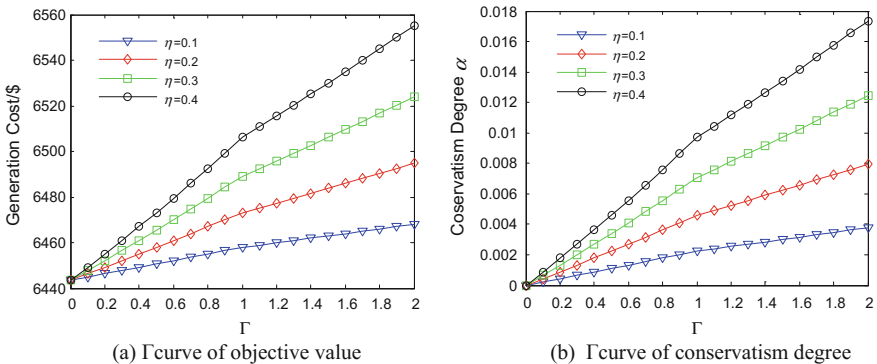 6560
6540
6520
6500
6480
6460
6440
Generation Cost/$
η=0.1
η=0.2
η=0.3
η=0.4
0 0.2 0.4 0.6 0.8 1 1.2 1.4 1.6 1.8 2
Γ
(a) Γcurve of objective value
0.018
0.016
0.014
0.012
0.01
0.008
0.006
0.004
0.002
0
Coservatism Degree α
η=0.1
η=0.2
η=0.3
η=0.4
0 0.2 0.4 0.6 0.8 1 1.2 1.4 1.6 1.8 2
Γ
(b) Γcurve of conservatism degree